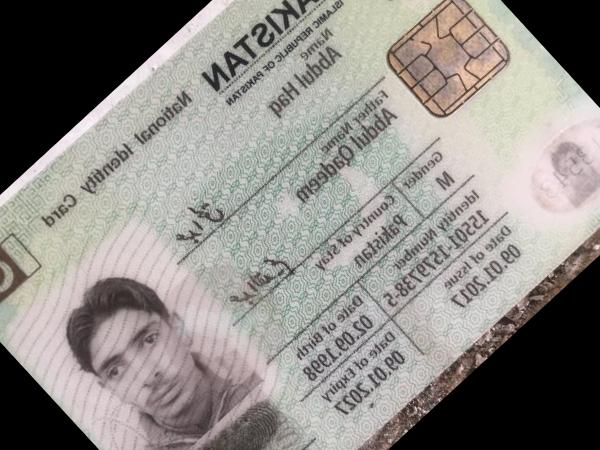 PAKISTAN
National Identity Card
ISLAMIC REPUBLIC OF PAKISTAN
Name
Abdul Haq
Father Name
Abdul Qadeem
Gender
Country of Stay
M
Pakistan
Identity Number
Date of Birth
15501-1579738-5
02.09.1998
Date of Issue
Date of Expiry
09.01.2017
09.01.2027